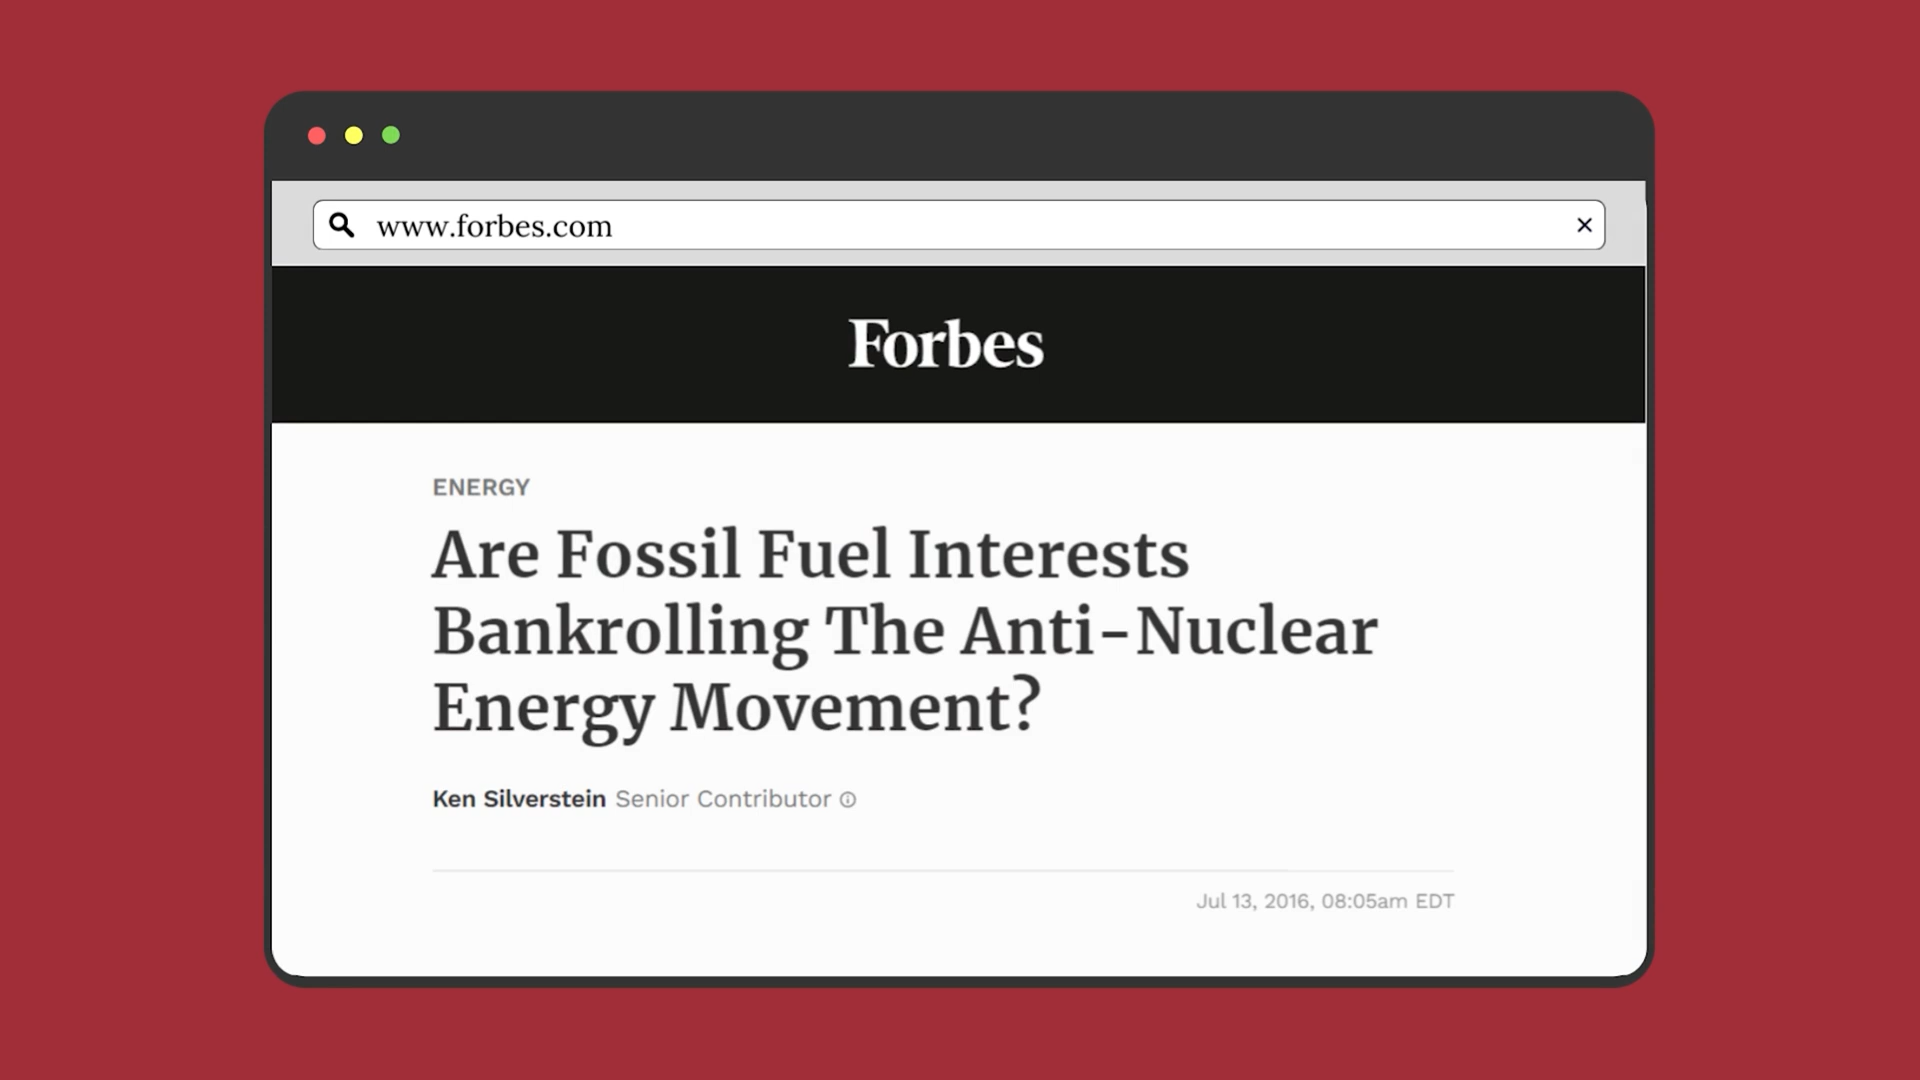 www.forbes.com
Forbes
ENERGY
Are Fossil Fuel Interests
Bankrolling The Anti-Nuclear
Energy Movement?
Ken Silverstein Senior Contributor
Jul 13, 2016, 08:05am EDT